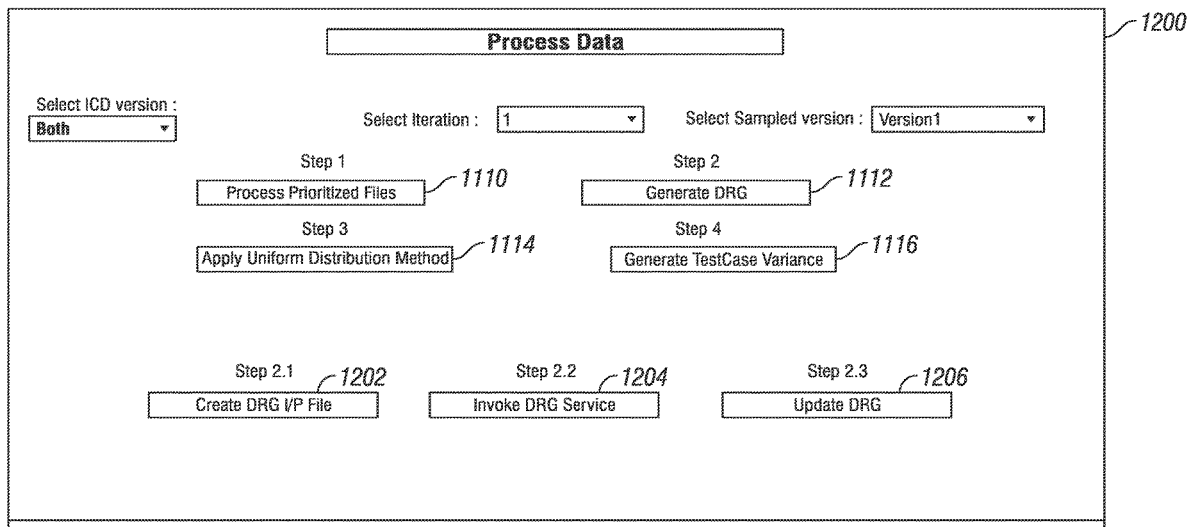 Process Data
1200
Select ICD version :
Both
Select Iteration : 1
Select Sampled version : Version1
Step 1
Step 2
Process Prioritized Files
1110
Generate DRG
1112
Step 3
Step 4
Apply Uniform Distribution Method
1114
Generate TestCase Variance
1116
Step 2.1
Step 2.2
Step 2.3
1202
1204
1206
Create DRG I/P File
Invoke DRG Service
Update DRG